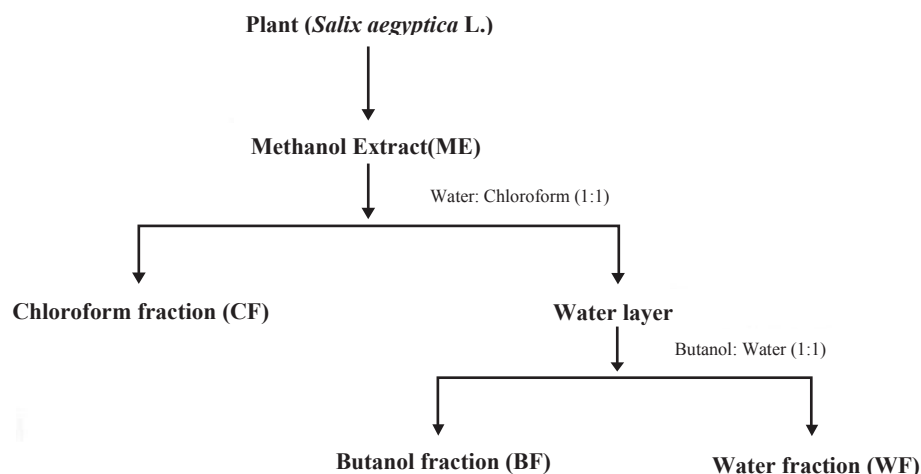 Plant (Salix aegyptica L.)
Methanol Extract(ME)
Water: Chloroform (1:1)
Chloroform fraction (CF)
Water layer
Butanol: Water (1:1)
Butanol fraction (BF)
Water fraction (WF)